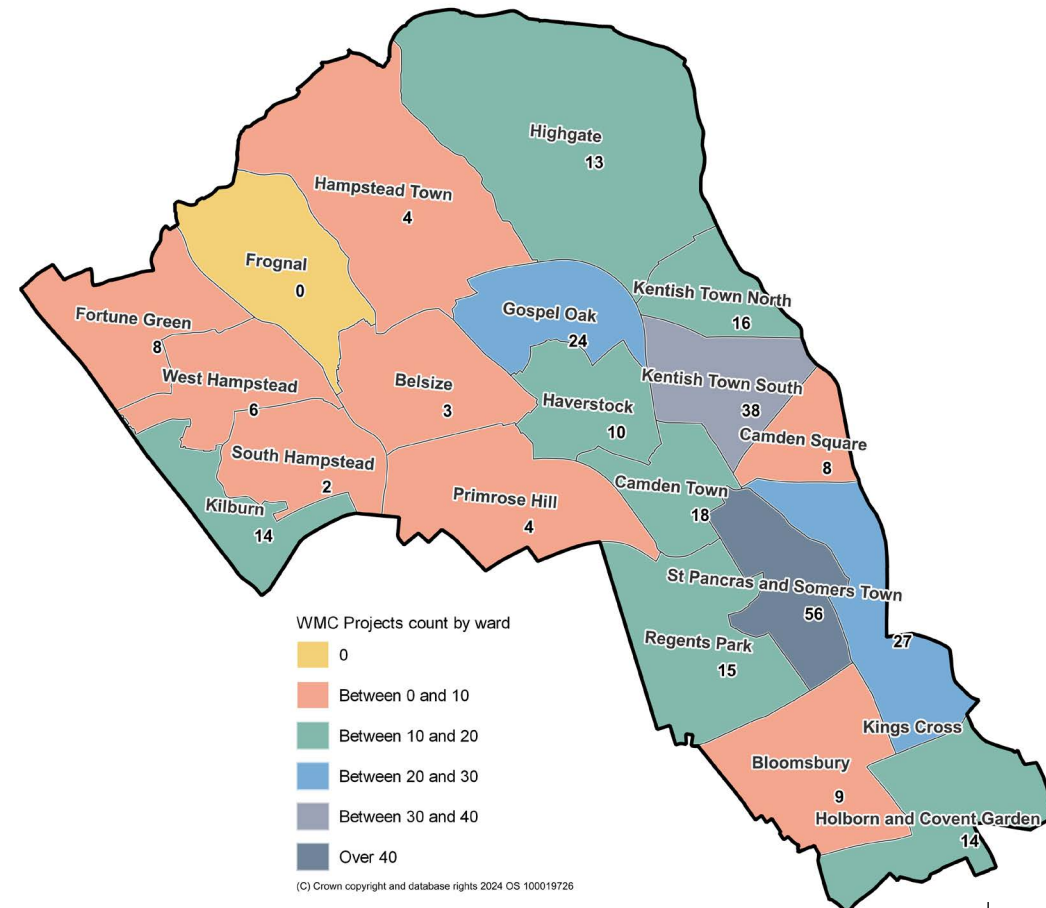 Highgate
13
Hampstead Town
4
Frognal
0
Kentish Town North
16
Gospel Oak
24
Fortune Green
8
West Hampstead
6
Belsize
3
Kentish Town South
38
Haverstock
10
Camden Square
8
South Hampstead
2
Kilburn
14
Primrose Hill
4
Camden Town
18
St Pancras and Somers Town
56
Regents Park
15
27
Kings Cross
Bloomsbury
9
Holborn and Covent Garden
14
WMC Projects count by ward
0
Between 0 and 10
Between 10 and 20
Between 20 and 30
Between 30 and 40
Over 40
(C) Crown copyright and database rights 2024 OS 100019726